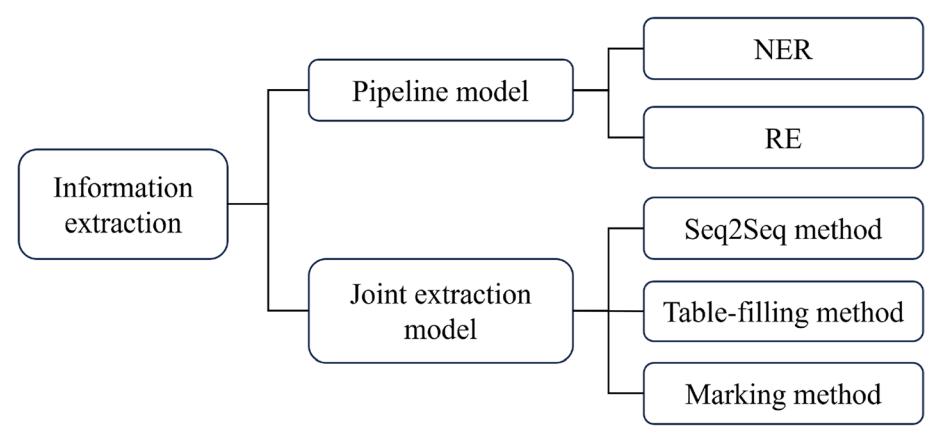 Information
extraction
Pipeline model
NER
RE
Joint extraction
model
Seq2Seq method
Table-filling method
Marking method